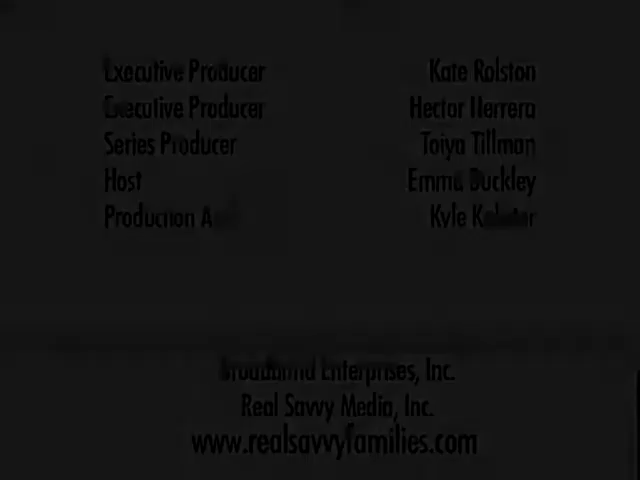 Executive Producer Kate Rolston
Executive Producer Hector Herrera
Series Producer Toiya Tillman
Host Emma Buckley
Production Kyle
Broadband Enterprises, Inc.
Real Savvy Media, Inc.
www.realsavvyfamilies.com